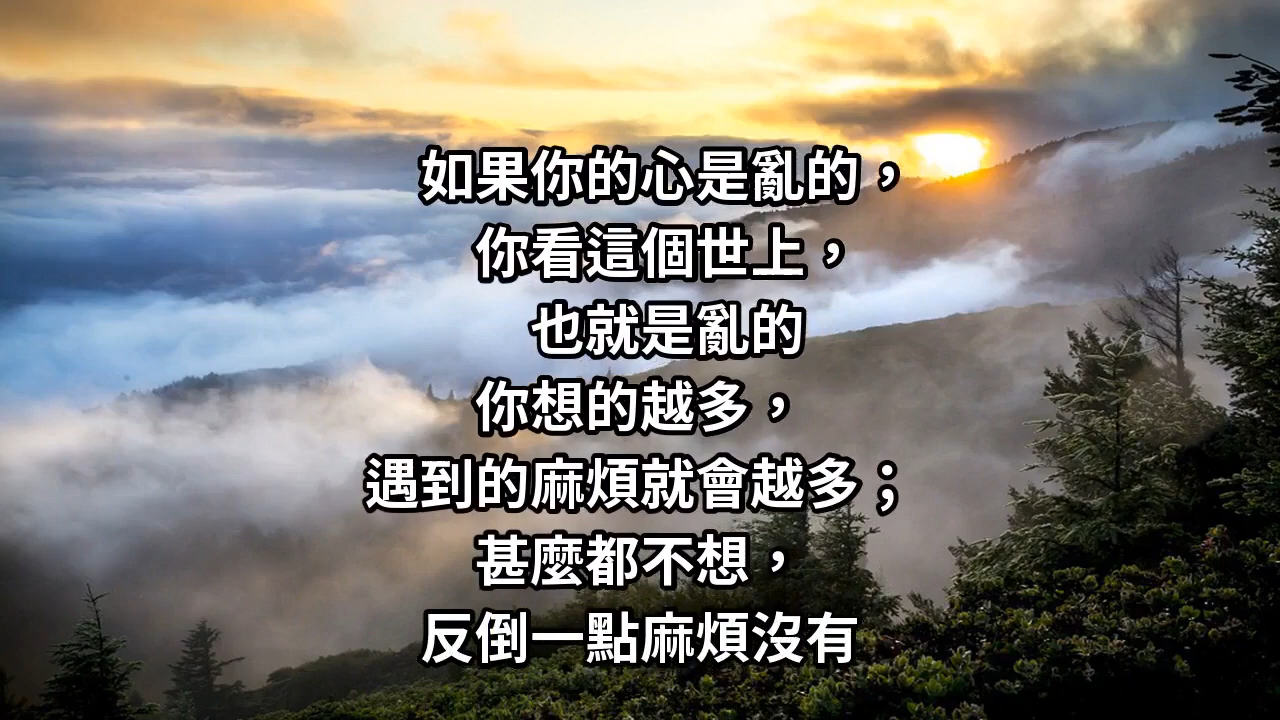 如果你的心是亂的，
你看這個世上，
也就是亂的
你想的越多，
遇到的麻煩就會越多；
甚麼都不想，
反倒一點麻煩沒有